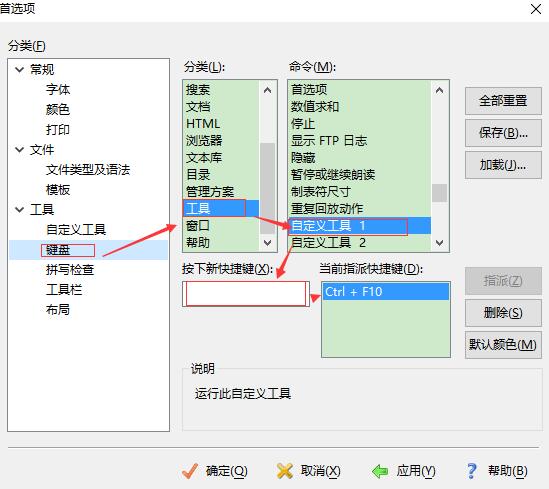 首选项
分类(F)
常规
字体
颜色
打印
文件
文件类型及语法
模板
工具
自定义工具
键盘
拼写检查
工具栏
布局
分类(L):
搜索
文档
HTML
浏览器
文本库
目录
管理方案
工具
窗口
帮助
命令(M):
首选项
数值求和
停止
显示 FTP 日志
隐藏
暂停或继续朗读
制表符尺寸
重复回放动作
自定义工具 1
自定义工具 2
全部重置
保存(B)...
加载(J)...
按下新快捷键(X):
当前指派快捷键(D):
Ctrl + F10
指派(Z)
删除(S)
默认颜色(M)
说明
运行此自定义工具
确定(Q)
取消(X)
应用(Y)
帮助(B)